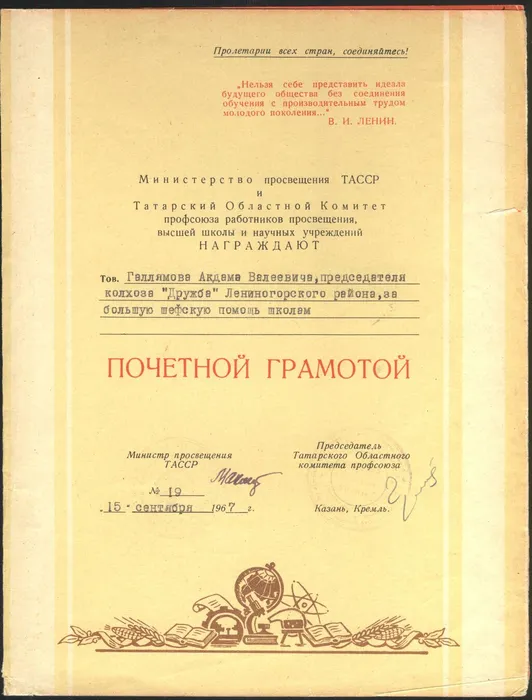 Пролетарии всех стран, соединяйтесь!
„Нельзя себе представить идеала
будущего общества без соединения
обучения с производительным трудом
молодого поколения..."
В. И. ЛЕНИН.
Министерство просвещения ТАССР
и
Татарский Областной Комитет
профсоюза работников просвещения,
высшей школы и научных учреждений
НАГРАЖДАЮТ
Тов. Галлямова Акдама Валеевича,председателя
колхоза "Дружба" Лениногорского района,за
большую шефскую помощь школам
ПОЧЕТНОЙ ГРАМОТОЙ
Министр просвещения
ТАССР
Председатель
Татарского Областного
комитета профсоюза
№ 19
15 · сентября 1967 г.
Казань, Кремль.